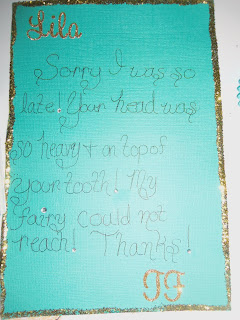 Lila
Sorry I was so
late! Your head was
so heavy + on top of
your tooth! My
fairy could not
reach! Thanks!
TF